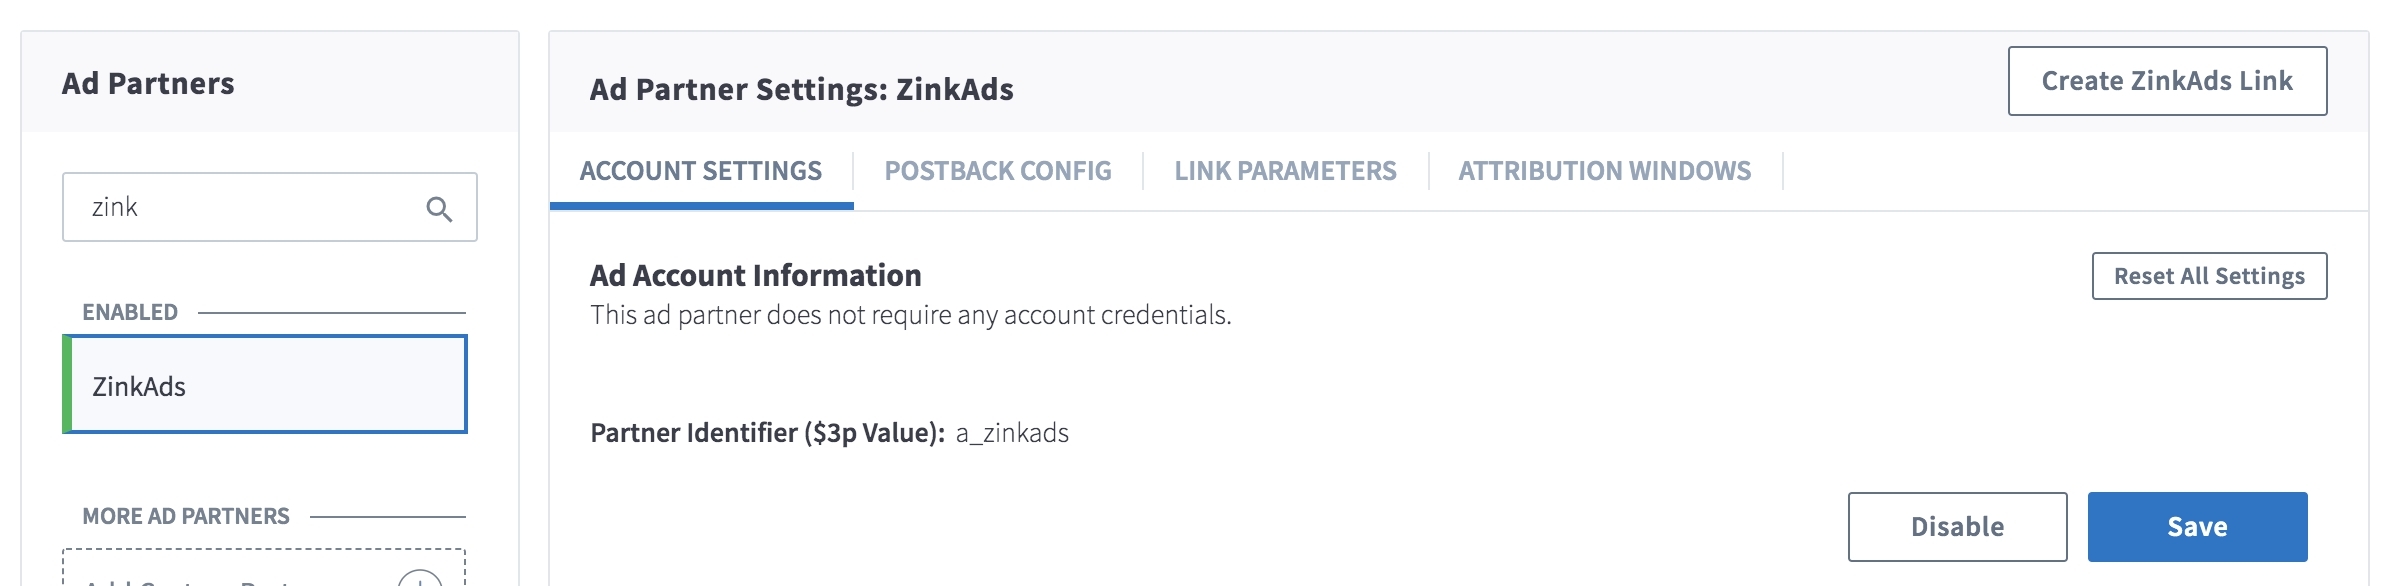 Ad Partners
zink
ENABLED
ZinkAds
MORE AD PARTNERS
Ad Partner Settings: ZinkAds
Create ZinkAds Link
ACCOUNT SETTINGS
POSTBACK CONFIG
LINK PARAMETERS
ATTRIBUTION WINDOWS
Ad Account Information
Reset All Settings
This ad partner does not require any account credentials.
Partner Identifier ($3p Value): a_zinkads
Disable
Save